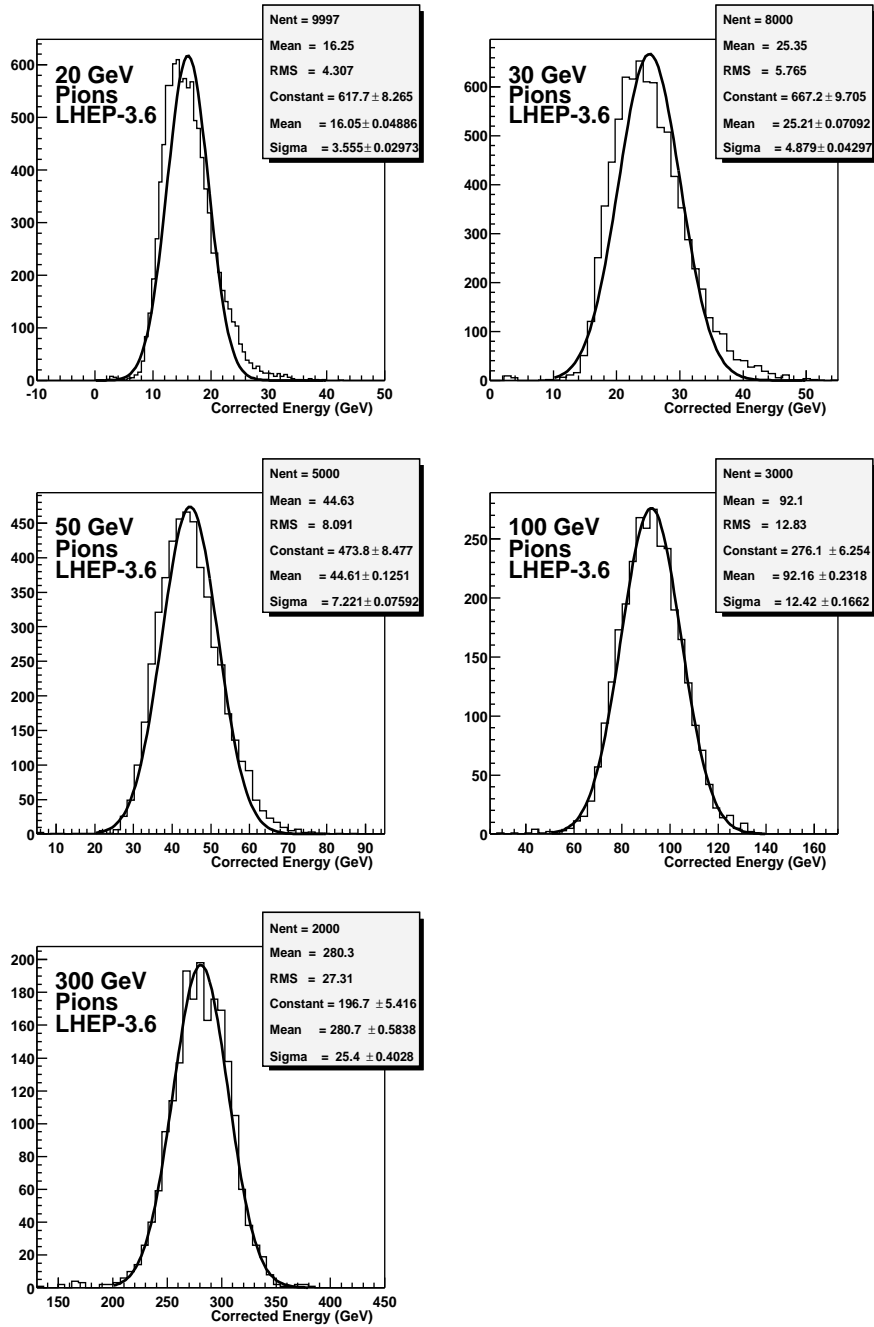 Nent = 9997
Mean = 16.25
RMS = 4.307
Constant = 617.7 ± 8.265
Mean = 16.05 ± 0.04886
Sigma = 3.555 ± 0.02973
20 GeV
Pions
LHEP-3.6
600
500
400
300
200
100
0
-10 0 10 20 30 40 50
Corrected Energy (GeV)
Nent = 8000
Mean = 25.35
RMS = 5.765
Constant = 667.2 ± 9.705
Mean = 25.21 ± 0.07092
Sigma = 4.879 ± 0.04297
30 GeV
Pions
LHEP-3.6
600
500
400
300
200
100
0
0 10 20 30 40 50
Corrected Energy (GeV)
Nent = 5000
Mean = 44.63
RMS = 8.091
Constant = 473.8 ± 8.477
Mean = 44.61 ± 0.1251
Sigma = 7.221 ± 0.07592
50 GeV
Pions
LHEP-3.6
450
400
350
300
250
200
150
100
50
0
10 20 30 40 50 60 70 80 90
Corrected Energy (GeV)
Nent = 3000
Mean = 92.1
RMS = 12.83
Constant = 276.1 ± 6.254
Mean = 92.16 ± 0.2318
Sigma = 12.42 ± 0.1662
100 GeV
Pions
LHEP-3.6
250
200
150
100
50
0
40 60 80 100 120 140 160
Corrected Energy (GeV)
Nent = 2000
Mean = 280.3
RMS = 27.31
Constant = 196.7 ± 5.416
Mean = 280.7 ± 0.5838
Sigma = 25.4 ± 0.4028
300 GeV
Pions
LHEP-3.6
200
180
160
140
120
100
80
60
40
20
0
150 200 250 300 350 400 450
Corrected Energy (GeV)